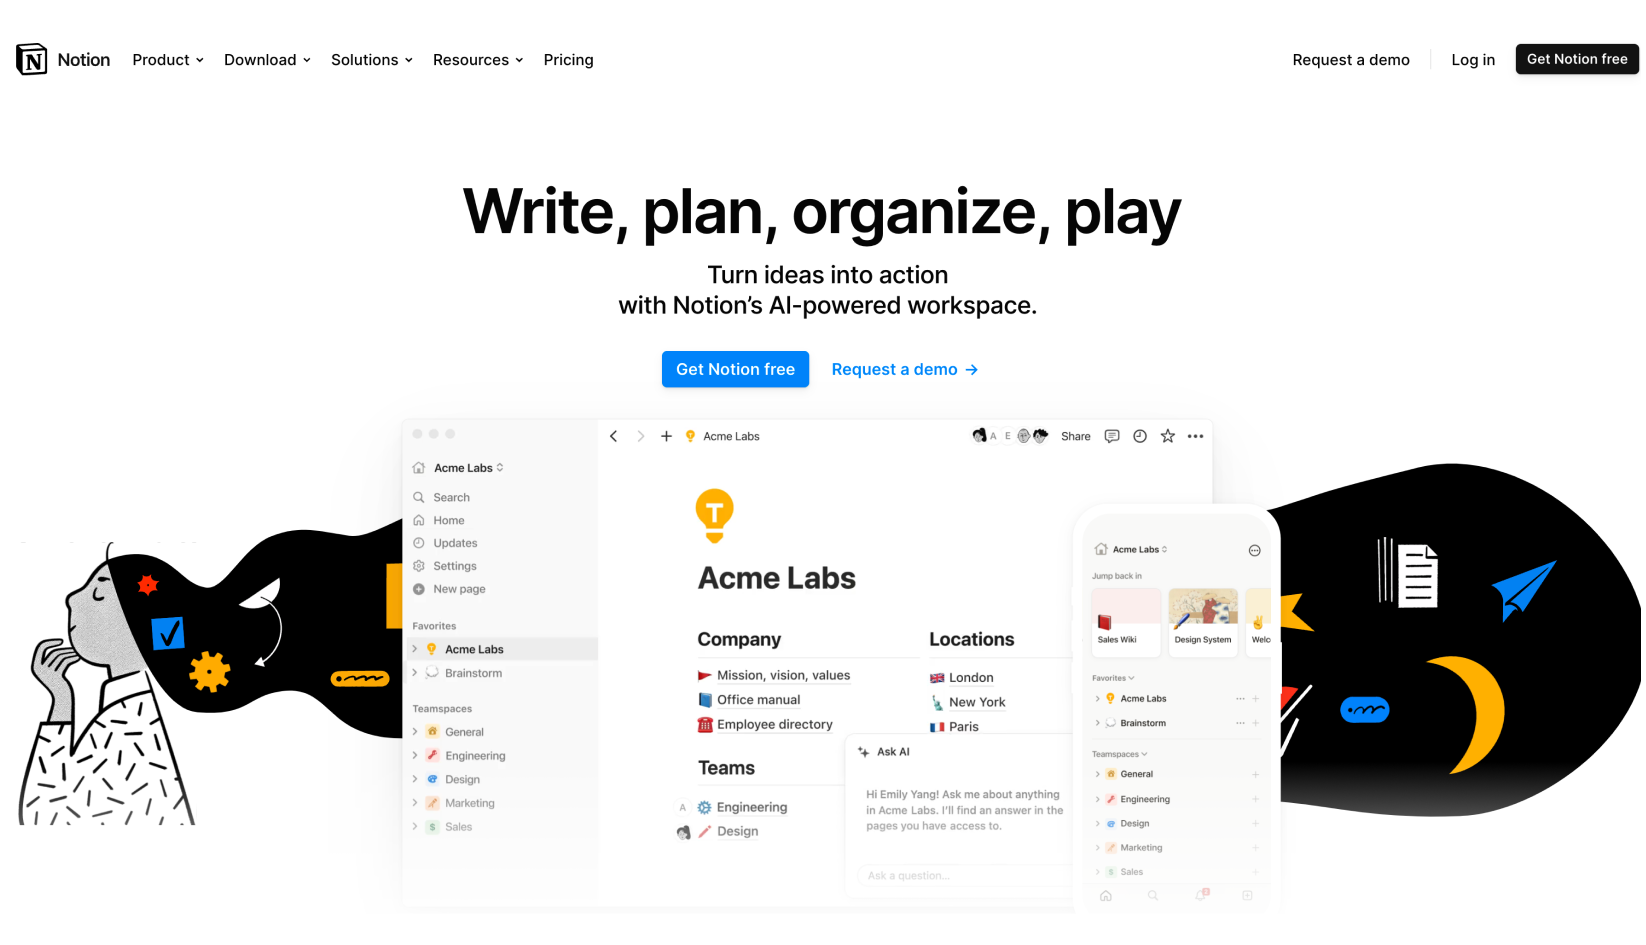 Notion
Product
Download
Solutions
Resources
Pricing
Request a demo
Log in
Get Notion free
Write, plan, organize, play
Turn ideas into action
with Notion’s AI-powered workspace.
Get Notion free
Request a demo →
Acme Labs
Search
Home
Updates
Settings
New page
Favorites
Acme Labs
Brainstorm
Teamspaces
General
Engineering
Design
Marketing
Sales
Acme Labs
A
E
Share
Acme Labs
Company
Mission, vision, values
Office manual
Employee directory
Teams
A
Engineering
Design
Locations
London
New York
Paris
Ask AI
Hi Emily Yang! Ask me about anything
in Acme Labs. I'll find an answer in the
pages you have access to.
Ask a question...
Acme Labs
Jump back in
Sales Wiki
Design System
Welc
Favorites
Acme Labs
Brainstorm
Teamspaces
General
Engineering
Design
Marketing
Sales